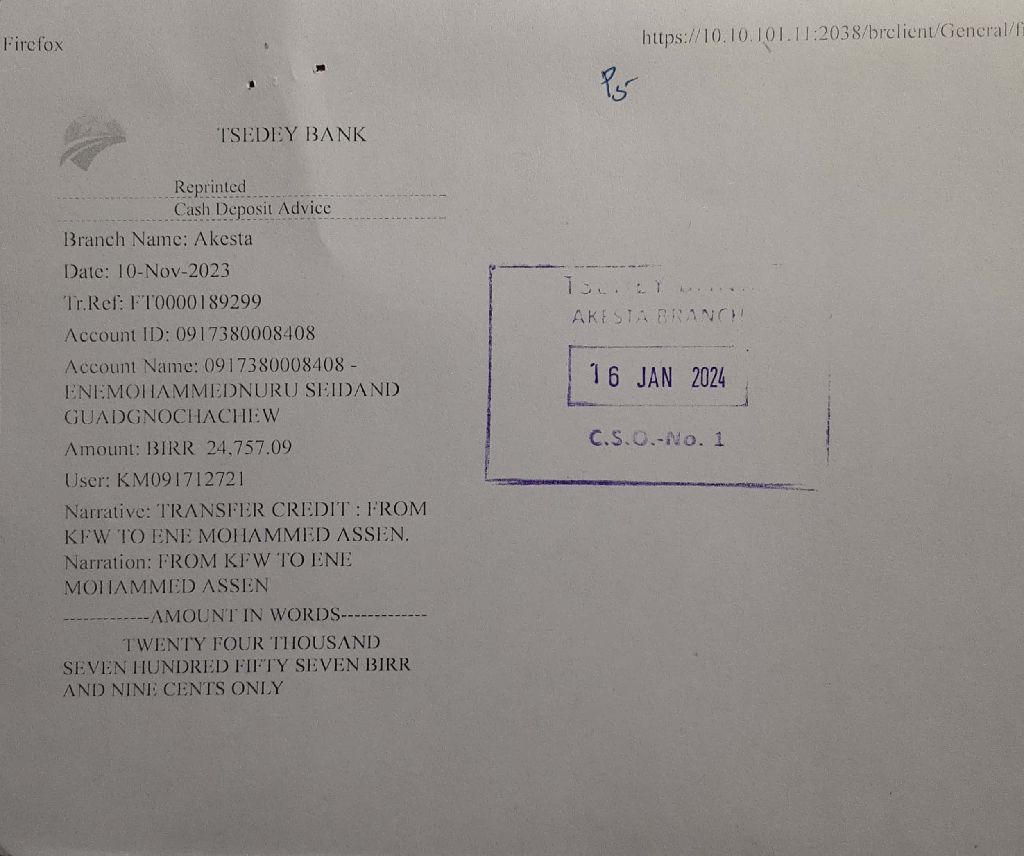 Firefox
https://10.10.101.11:2038/brclient/General/f
P5
TSEDEY BANK
Reprinted
Cash Deposit Advice
Branch Name: Akesta
Date: 10-Nov-2023
Tr.Ref: FT0000189299
Account ID: 0917380008408
Account Name: 0917380008408 -
ENEMOHAMMEDNURU SEIDAND
GUADGNOCHACHEW
Amount: BIRR 24,757.09
User: KM091712721
Narrative: TRANSFER CREDIT : FROM
KFW TO ENE MOHAMMED ASSEN.
Narration: FROM KFW TO ENE
MOHAMMED ASSEN
-------------AMOUNT IN WORDS-------------
TWENTY FOUR THOUSAND
SEVEN HUNDRED FIFTY SEVEN BIRR
AND NINE CENTS ONLY
TSEDEY BANK
AKESTA BRANCH
16 JAN 2024
C.S.O.-No. 1